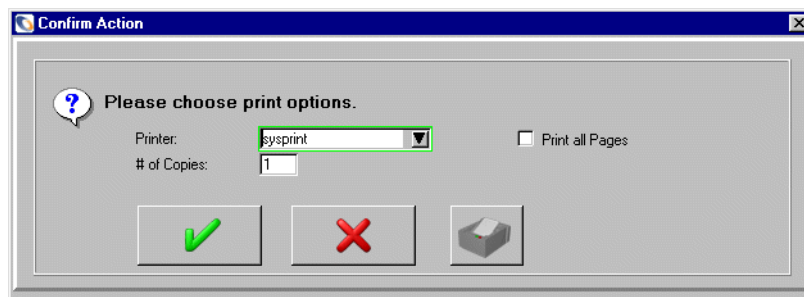 Confirm Action
Please choose print options.
Printer: sysprint Print all Pages
# of Copies: 1